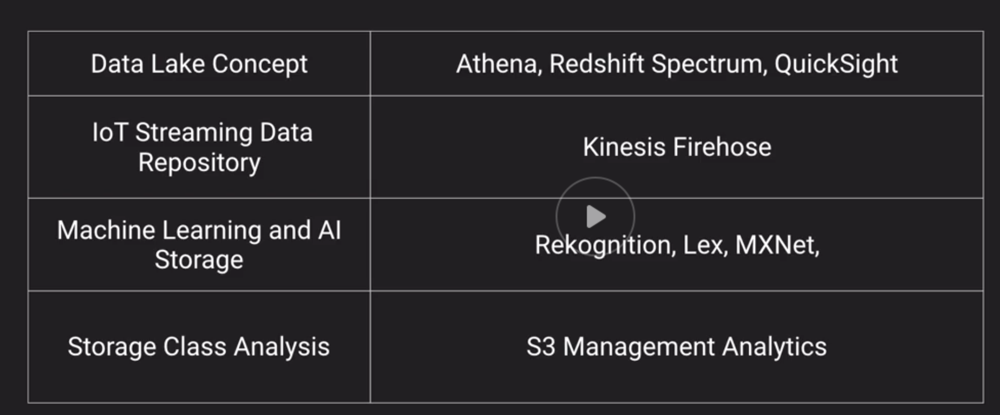 Data Lake Concept
Athena, Redshift Spectrum, QuickSight
IoT Streaming Data
Repository
Kinesis Firehose
Machine Learning and AI
Storage
Rekognition, Lex, MXNet,
Storage Class Analysis
S3 Management Analytics